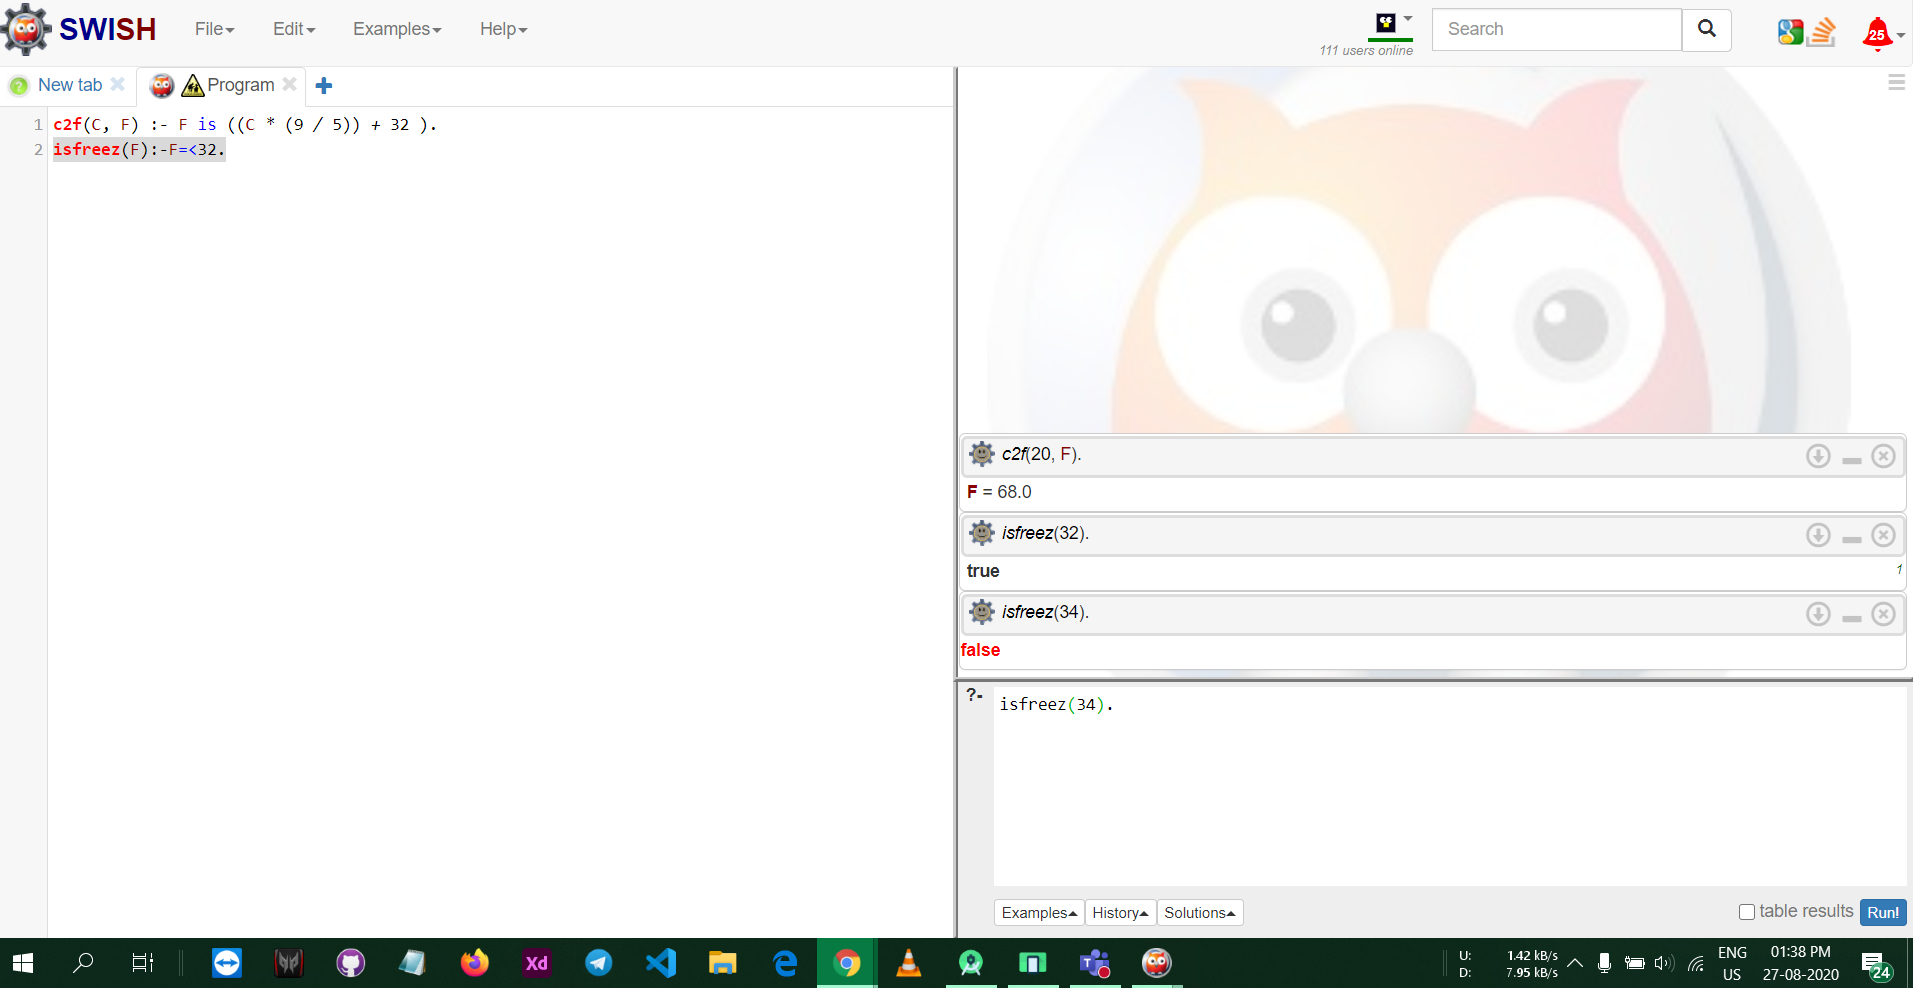 SWISH File Edit Examples Help 111 users online Search 25
? New tab Program
1 c2f(C, F) :- F is ((C * (9 / 5)) + 32 ).
2 isfreez(F):-F=<32.
c2f(20, F).
F = 68.0
isfreez(32).
true 1
isfreez(34).
false
?- isfreez(34).
Examples History Solutions table results Run!
Xd U: 1.42 kB/s ENG 01:38 PM
D: 7.95 kB/s US 27-08-2020 24